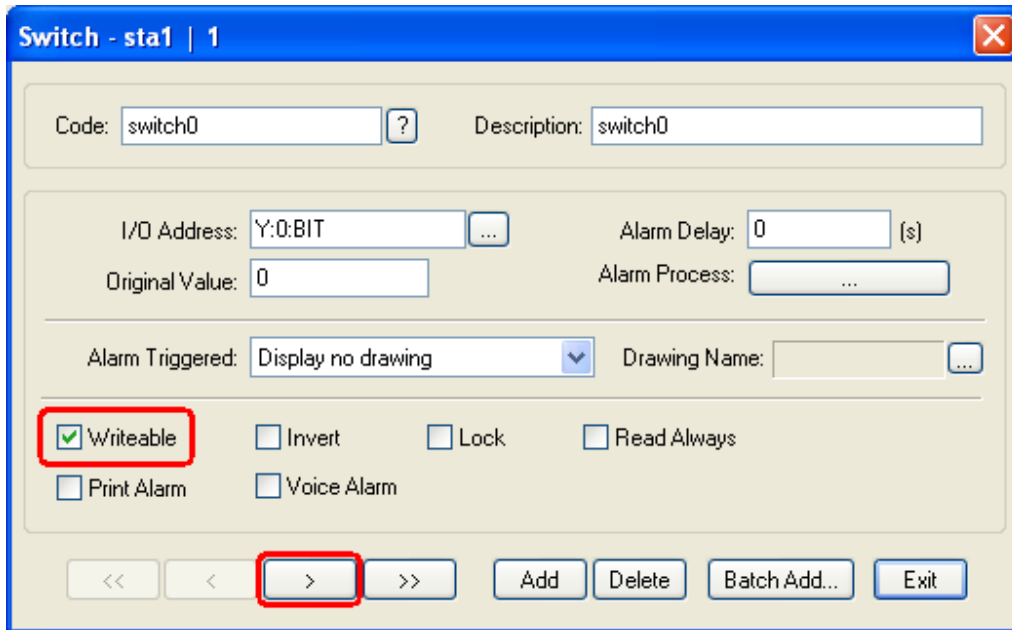 Switch - sta1 | 1
Code: switch0 ? Description: switch0
I/O Address: Y:0:BIT ... Alarm Delay: 0 (s)
Original Value: 0 Alarm Process: ...
Alarm Triggered: Display no drawing Drawing Name: ...
Writeable Invert Lock Read Always
Print Alarm Voice Alarm
<< < > >> Add Delete Batch Add... Exit